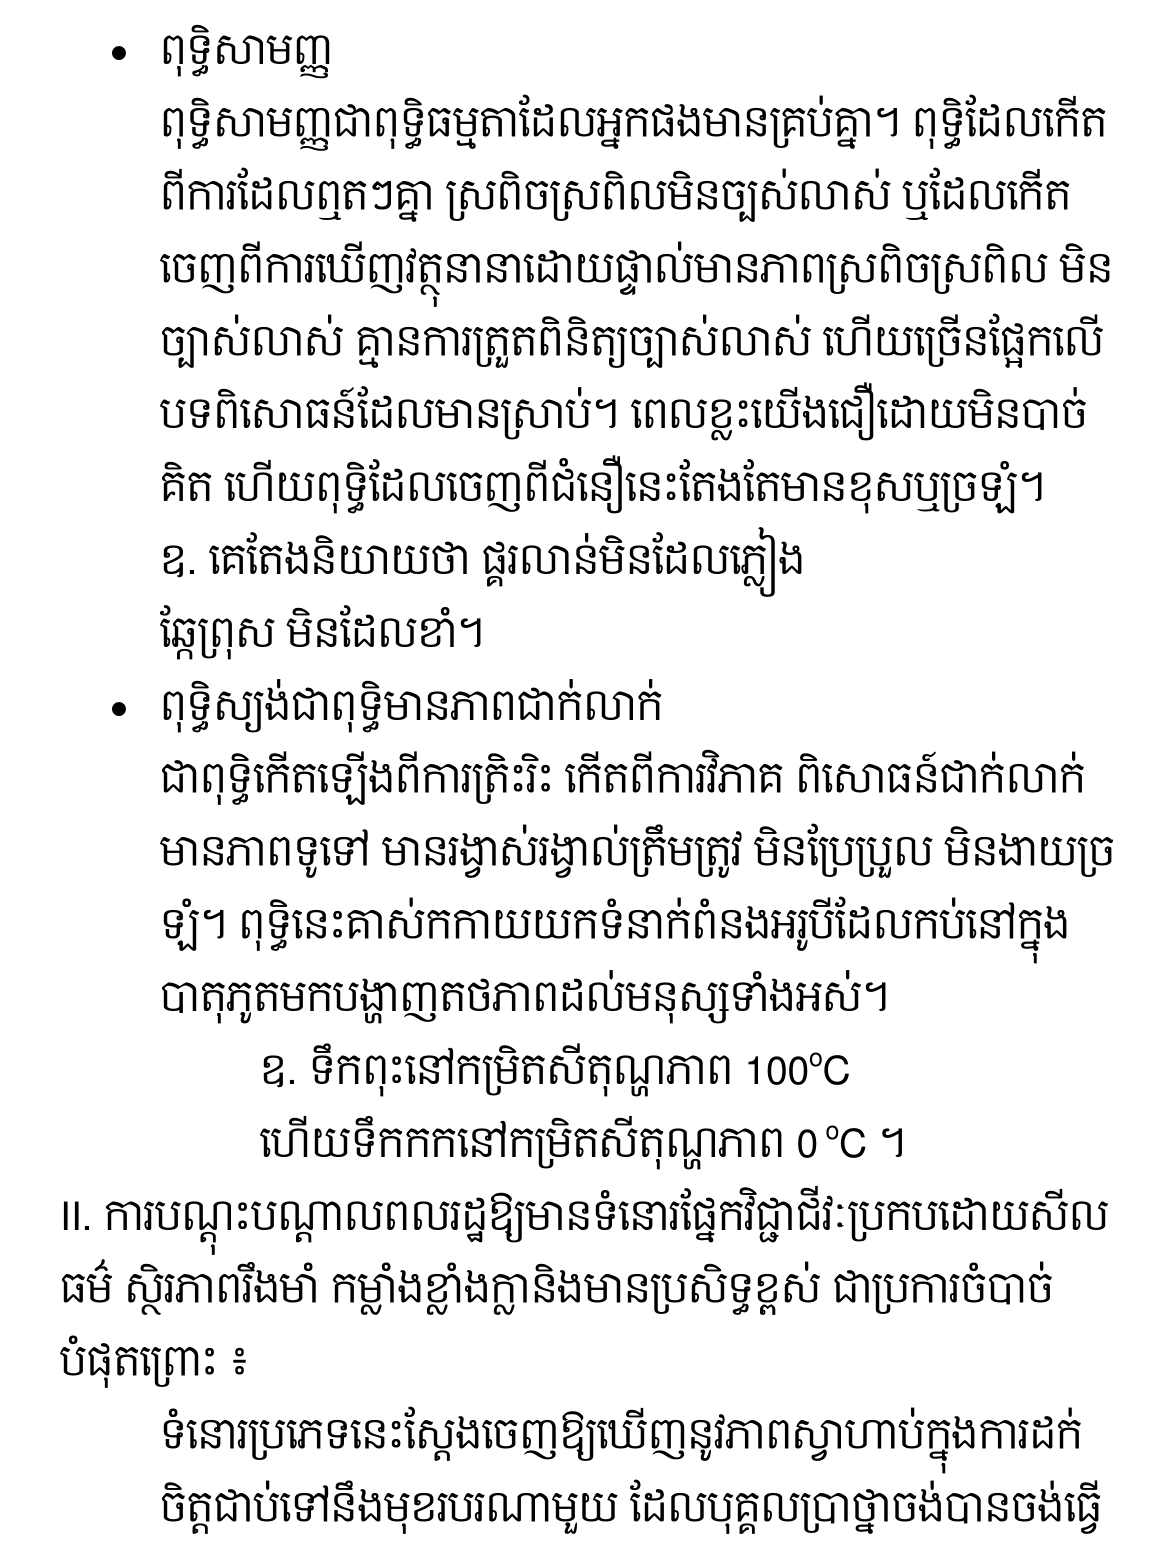 • ពុទ្ធិសាមញ្ញ
ពុទ្ធិសាមញ្ញជាពុទ្ធិធម្មតាដែលអ្នកផងមានគ្រប់គ្នា។ ពុទ្ធិដែលកើត
ពីការដែលឮតៗគ្នា ស្រពិចស្រពិលមិនច្បស់លាស់ ឬដែលកើត
ចេញពីការឃើញវត្ថុនានាដោយផ្ទាល់មានភាពស្រពិចស្រពិល មិន
ច្បាស់លាស់ គ្មានការត្រួតពិនិត្យច្បាស់លាស់ ហើយច្រើនផ្អែកលើ
បទពិសោធន៍ដែលមានស្រាប់។ ពេលខ្លះយើងជឿដោយមិនបាច់
គិត ហើយពុទ្ធិដែលចេញពីជំនឿនេះតែងតែមានខុសឬច្រឡំ។
ឧ. គេតែងនិយាយថា ផ្គរលាន់មិនដែលភ្លៀង
ឆ្កែព្រុស មិនដែលខាំ។
• ពុទ្ធិស្យង់ជាពុទ្ធិមានភាពជាក់លាក់
ជាពុទ្ធិកើតឡើងពីការត្រិះរិះ កើតពីការវិភាគ ពិសោធន៍ជាក់លាក់
មានភាពទូទៅ មានរង្វាស់រង្វាល់ត្រឹមត្រូវ មិនប្រែប្រួល មិនងាយច្រ
ឡំ។ ពុទ្ធិនេះគាស់កកាយយកទំនាក់ពំនងអរូបីដែលកប់នៅក្នុង
បាតុភូតមកបង្ហាញតថភាពដល់មនុស្សទាំងអស់។
ឧ. ទឹកពុះនៅកម្រិតសីតុណ្ហភាព 100ºC
ហើយទឹកកកនៅកម្រិតសីតុណ្ហភាព 0 ºC ។
II. ការបណ្តុះបណ្តាលពលរដ្ឋឱ្យមានទំនោរផ្នែកវិជ្ជាជីវៈប្រកបដោយសីល
ធម៌ ស្ថិរភាពរឹងមាំ កម្លាំងខ្លាំងក្លានិងមានប្រសិទ្ធខ្ពស់ ជាប្រការចំបាច់
បំផុតព្រោះ ៖
ទំនោរប្រភេទនេះស្តែងចេញឱ្យឃើញនូវភាពស្វាហាប់ក្នុងការដក់
ចិត្តជាប់ទៅនឹងមុខរបរណាមួយ ដែលបុគ្គលប្រាថ្នាចង់បានចង់ធ្វើ